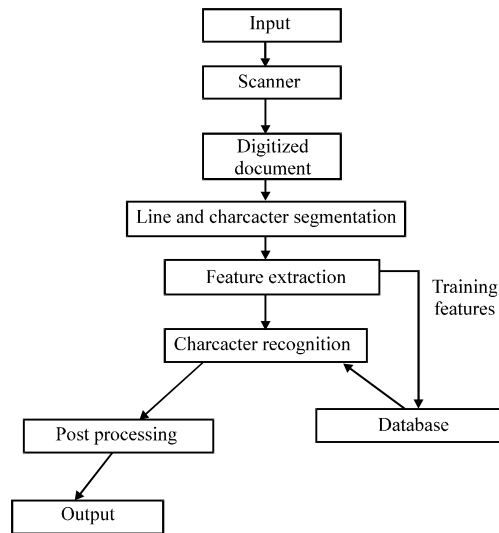 Input
Scanner
Digitized
document
Line and charcacter segmentation
Feature extraction
Training
features
Charcacter recognition
Database
Post processing
Output